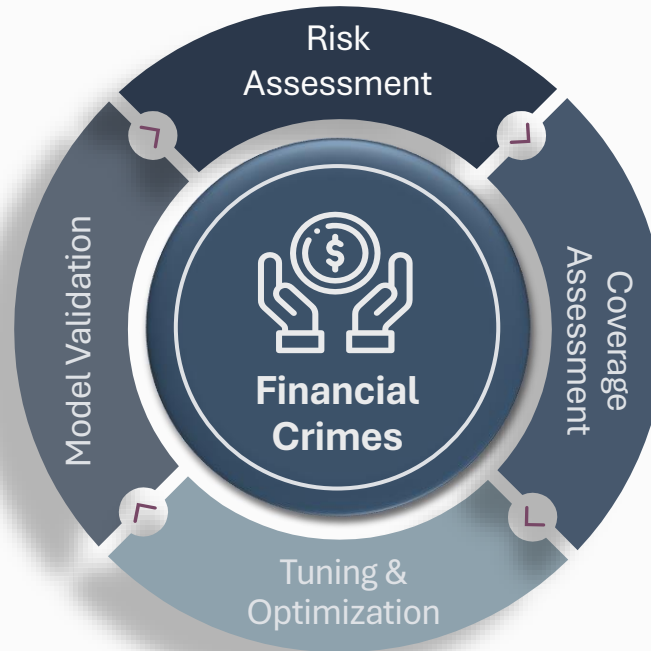 Risk
Assessment
Coverage
Assessment
Tuning &
Optimization
Model Validation
$
Financial
Crimes